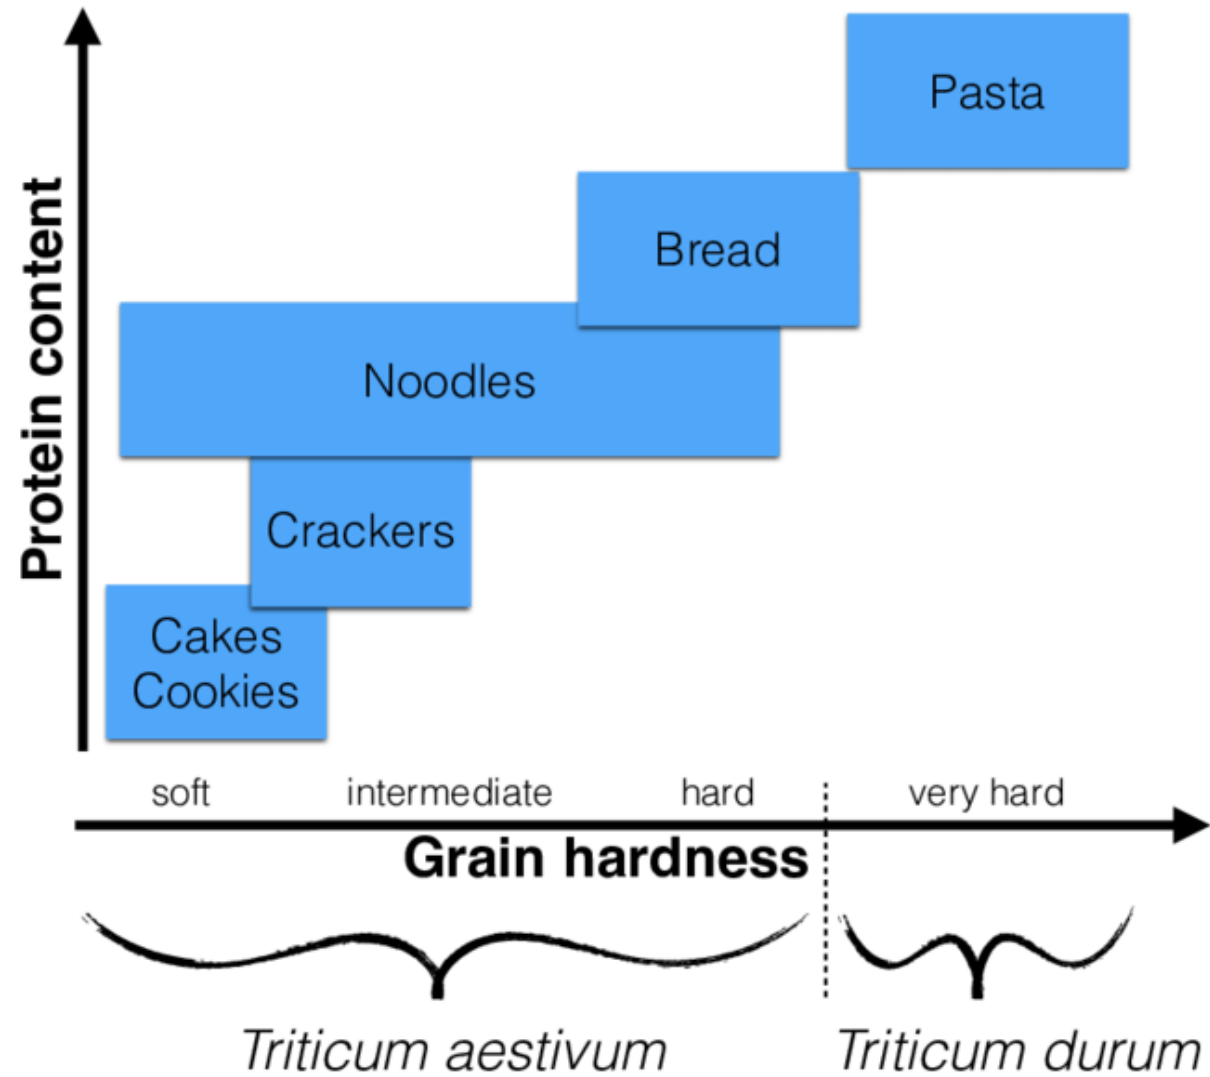 Pasta
Bread
Noodles
Crackers
Cakes
Cookies
Protein content
soft
intermediate
hard
very hard
Grain hardness
Triticum aestivum
Triticum durum